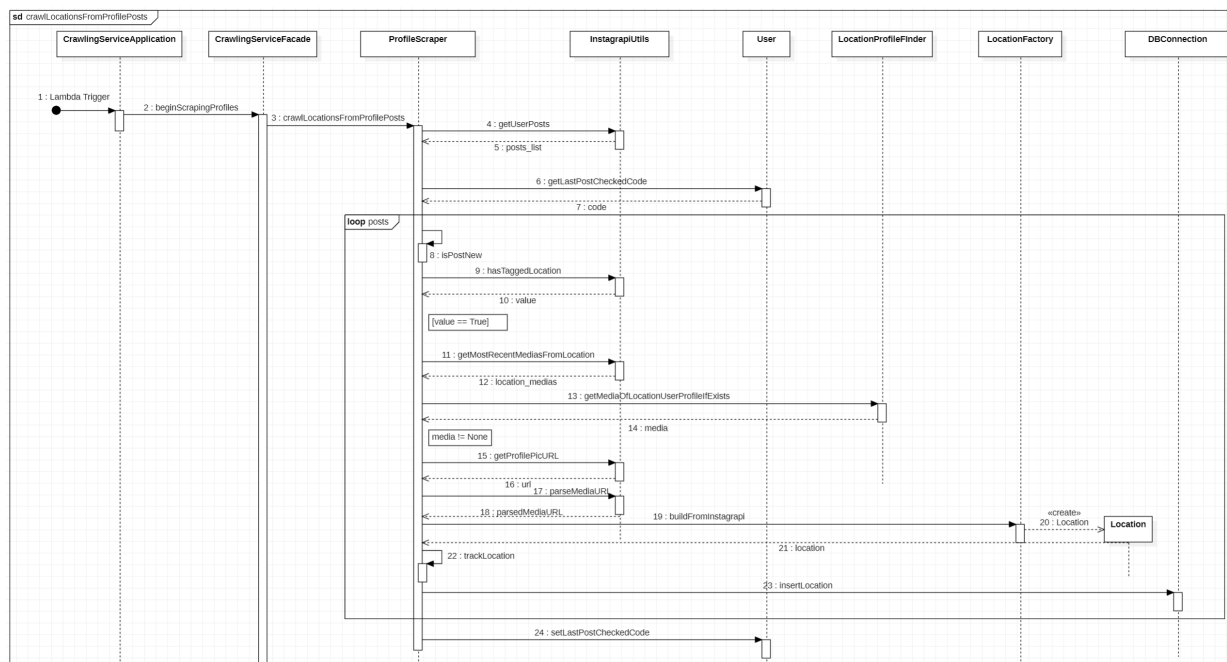 sd crawlLocationsFromProfilePosts
CrawlingServiceApplication
CrawlingServiceFacade
ProfileScraper
InstagrapiUtils
User
LocationProfileFinder
LocationFactory
DBConnection
1 : Lambda Trigger
2 : beginScrapingProfiles
3 : crawlLocationsFromProfilePosts
4 : getUserPosts
5 : posts_list
6 : getLastPostCheckedCode
7 : code
loop posts
8 : isPostNew
9 : hasTaggedLocation
10 : value
[value == True]
11 : getMostRecentMediasFromLocation
12 : location_medias
13 : getMediaOfLocationUserProfileIfExists
14 : media
media != None
15 : getProfilePicURL
16 : url
17 : parseMediaURL
18 : parsedMediaURL
19 : buildFromInstagrapi
«create»
20 : Location
Location
21 : location
22 : trackLocation
23 : insertLocation
24 : setLastPostCheckedCode